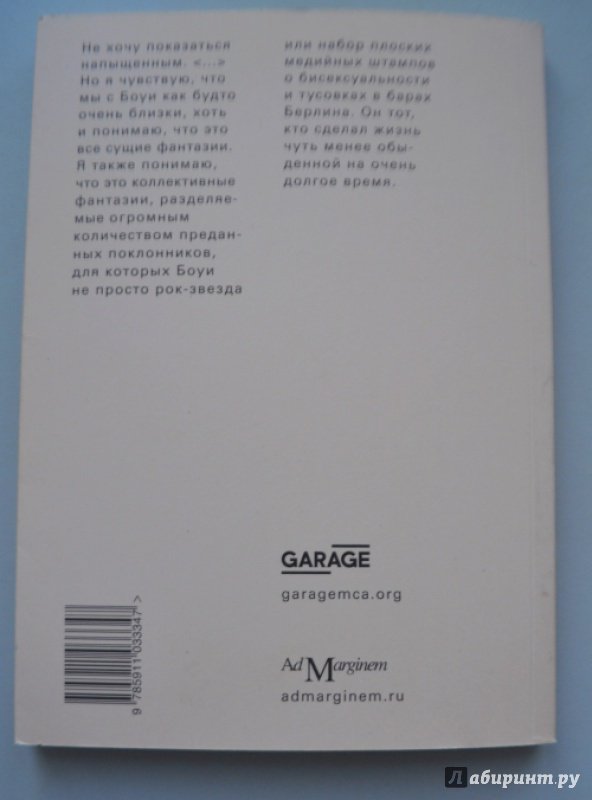 Не хочу показаться
напыщенным. <...>
Но я чувствую, что
мы с Боуи как будто
очень близки, хоть
и понимаю, что это
все сущие фантазии.
Я также понимаю,
что это коллективные
фантазии, разделяе-
мые огромным
количеством предан-
ных поклонников,
для которых Боуи
не просто рок-звезда
или набор плоских
медийных штампов
о бисексуальности
и тусовках в барах
Берлина. Он тот,
кто сделал жизнь
чуть менее обы-
денной на очень
долгое время.
GARAGE
garagemca.org
Ad Marginem
admarginem.ru
9 785911 033347 >
Лабиринт.ру